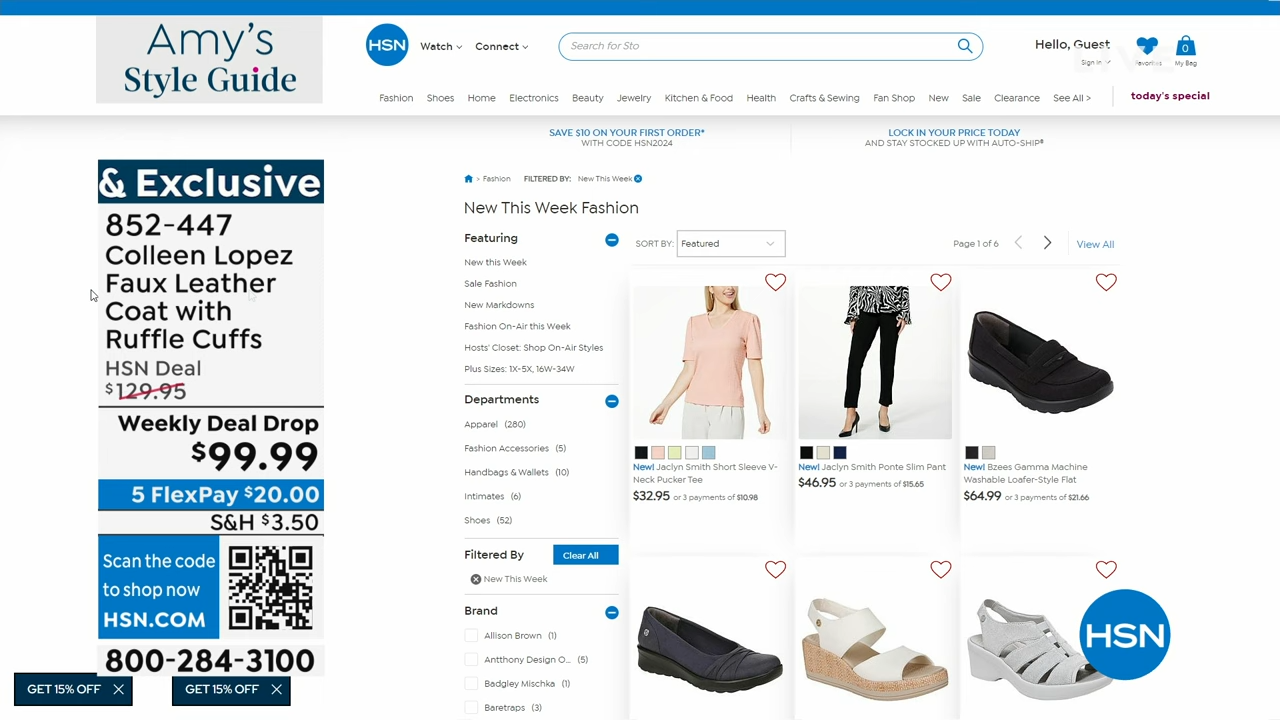 Amy's
Style Guide
HSN
Watch
Connect
Search for Sto
Hello, Guest
Sign In
Favorites
0
My Bag
Fashion
Shoes
Home
Electronics
Beauty
Jewelry
Kitchen & Food
Health
Crafts & Sewing
Fan Shop
New
Sale
Clearance
See All >
today's special
SAVE $10 ON YOUR FIRST ORDER*
WITH CODE HSN2024
LOCK IN YOUR PRICE TODAY
AND STAY STOCKED UP WITH AUTO-SHIP®
& Exclusive
852-447
Colleen Lopez
Faux Leather
Coat with
Ruffle Cuffs
HSN Deal
$129.95
Weekly Deal Drop
$99.99
5 FlexPay $20.00
S&H $3.50
Scan the code
to shop now
HSN.COM
800-284-3100
GET 15% OFF
GET 15% OFF
> Fashion
FILTERED BY: New This Week
New This Week Fashion
Featuring
New this Week
Sale Fashion
New Markdowns
Fashion On-Air this Week
Hosts' Closet: Shop On-Air Styles
Plus Sizes: 1X-5X, 16W-34W
Departments
Apparel (280)
Fashion Accessories (5)
Handbags & Wallets (10)
Intimates (6)
Shoes (52)
Filtered By
Clear All
New This Week
Brand
Allison Brown (1)
Antthony Design O... (5)
Badgley Mischka (1)
Baretraps (3)
SORT BY: Featured
Page 1 of 6
View All
New! Jaclyn Smith Short Sleeve V-
Neck Pucker Tee
$32.95 or 3 payments of $10.98
New! Jaclyn Smith Ponte Slim Pant
$46.95 or 3 payments of $15.65
New! Bzees Gamma Machine
Washable Loafer-Style Flat
$64.99 or 3 payments of $21.66
HSN